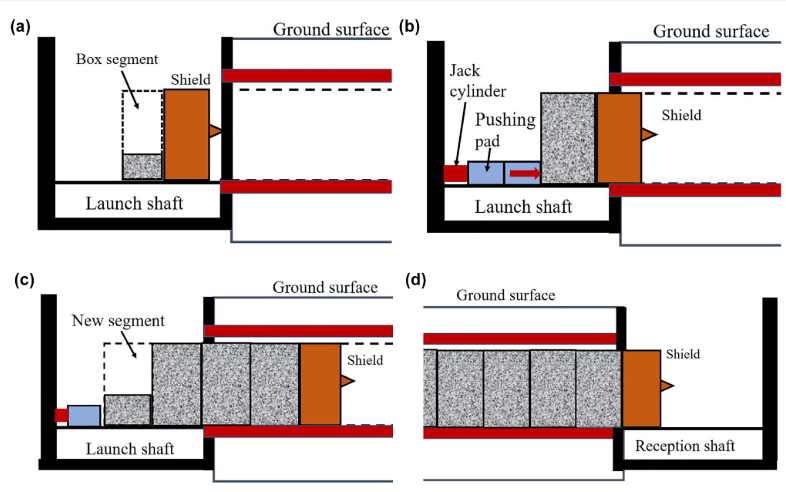 (a)
Ground surface
Box segment
Shield
Launch shaft
(b)
Ground surface
Jack
cylinder
Pushing
pad
Shield
Launch shaft
(c)
Ground surface
New segment
Shield
Launch shaft
(d)
Ground surface
Shield
Reception shaft